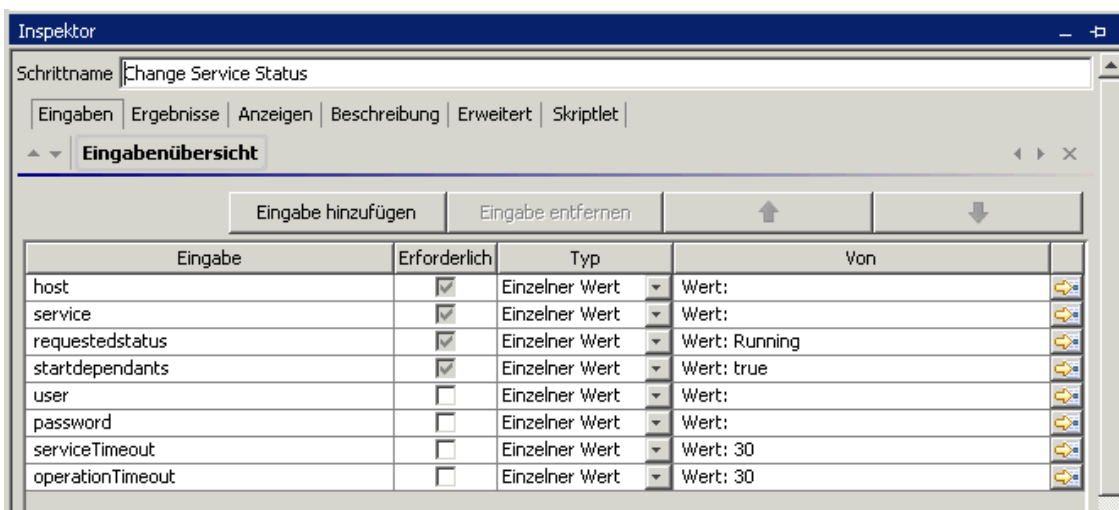 Inspektor
Schrittname Change Service Status
Eingaben Ergebnisse Anzeigen Beschreibung Erweitert Skriptlet
Eingabenübersicht
Eingabe hinzufügen Eingabe entfernen
Eingabe Erforderlich Typ Von
host Einzelner Wert Wert:
service Einzelner Wert Wert:
requestedstatus Einzelner Wert Wert: Running
startdependants Einzelner Wert Wert: true
user Einzelner Wert Wert:
password Einzelner Wert Wert:
serviceTimeout Einzelner Wert Wert: 30
operationTimeout Einzelner Wert Wert: 30